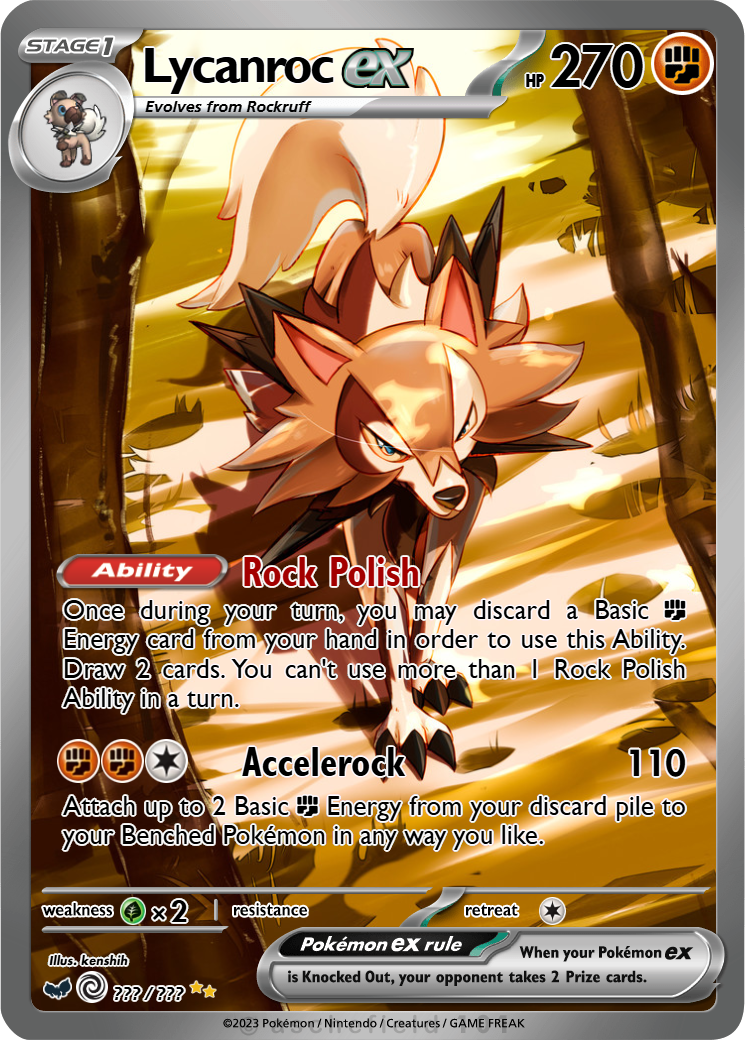 STAGE1
Lycanroc ex
HP 270
Evolves from Rockruff
Ability Rock Polish
Once during your turn, you may discard a Basic
Energy card from your hand in order to use this Ability.
Draw 2 cards. You can't use more than 1 Rock Polish
Ability in a turn.
Accelerock 110
Attach up to 2 Basic Energy from your discard pile to
your Benched Pokémon in any way you like.
weakness ×2 resistance retreat
Pokémon ex rule
When your Pokémon ex
is Knocked Out, your opponent takes 2 Prize cards.
Illus. kenshih
???/???
©2023 Pokémon / Nintendo / Creatures / GAME FREAK